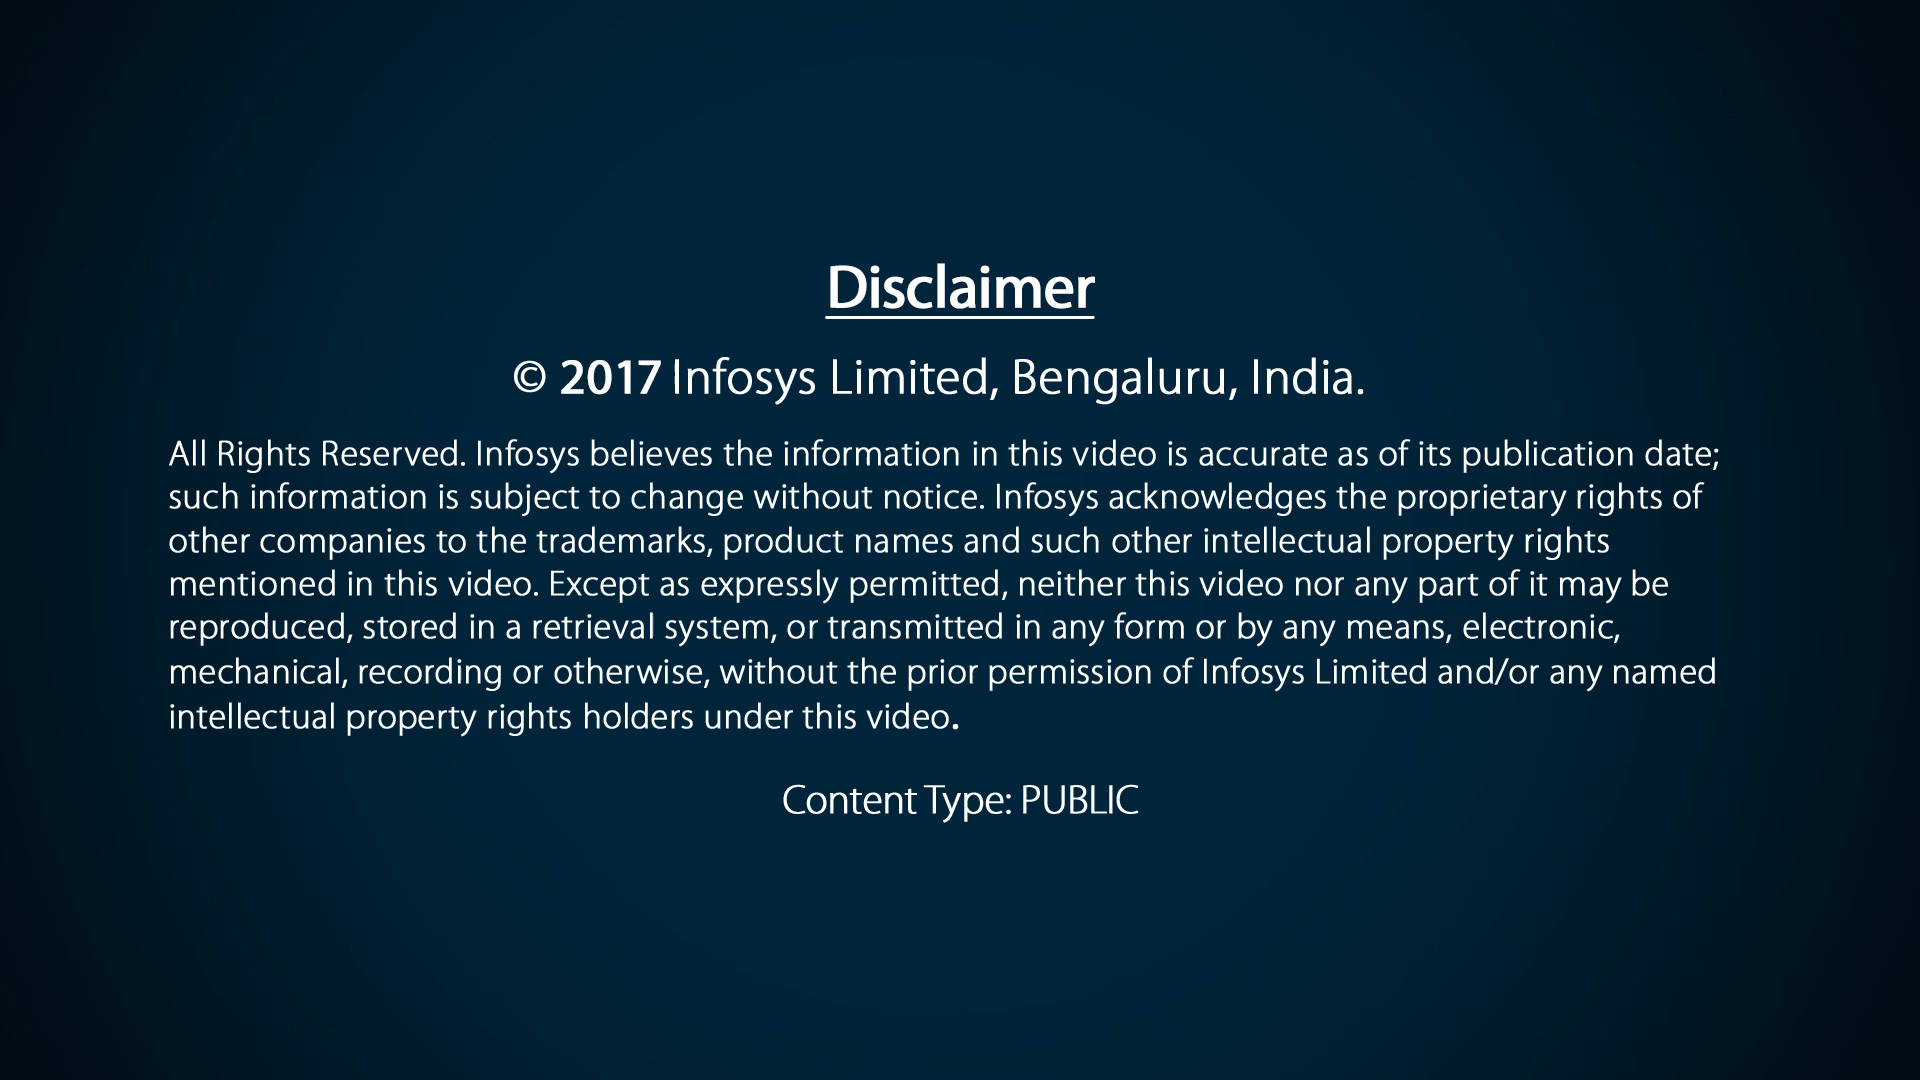 Disclaimer
© 2017 Infosys Limited, Bengaluru, India.
All Rights Reserved. Infosys believes the information in this video is accurate as of its publication date;
such information is subject to change without notice. Infosys acknowledges the proprietary rights of
other companies to the trademarks, product names and such other intellectual property rights
mentioned in this video. Except as expressly permitted, neither this video nor any part of it may be
reproduced, stored in a retrieval system, or transmitted in any form or by any means, electronic,
mechanical, recording or otherwise, without the prior permission of Infosys Limited and/or any named
intellectual property rights holders under this video.
Content Type: PUBLIC